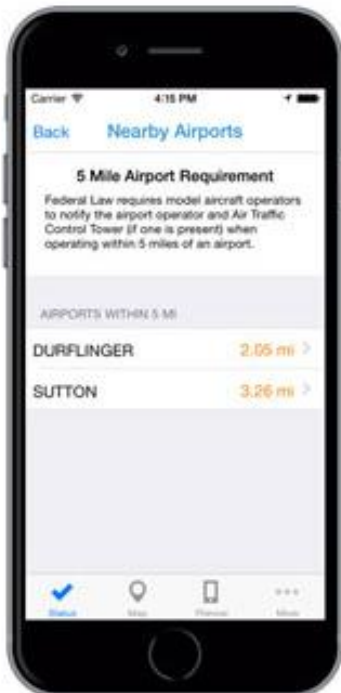 Carrier 4:15 PM
Back Nearby Airports
5 Mile Airport Requirement
Federal Law requires model aircraft operators
to notify the airport operator and Air Traffic
Control Tower (if one is present) when
operating within 5 miles of an airport.
AIRPORTS WITHIN 5 MI
DURFLINGER 2.05 mi
SUTTON 3.26 mi
Status Map Planner More